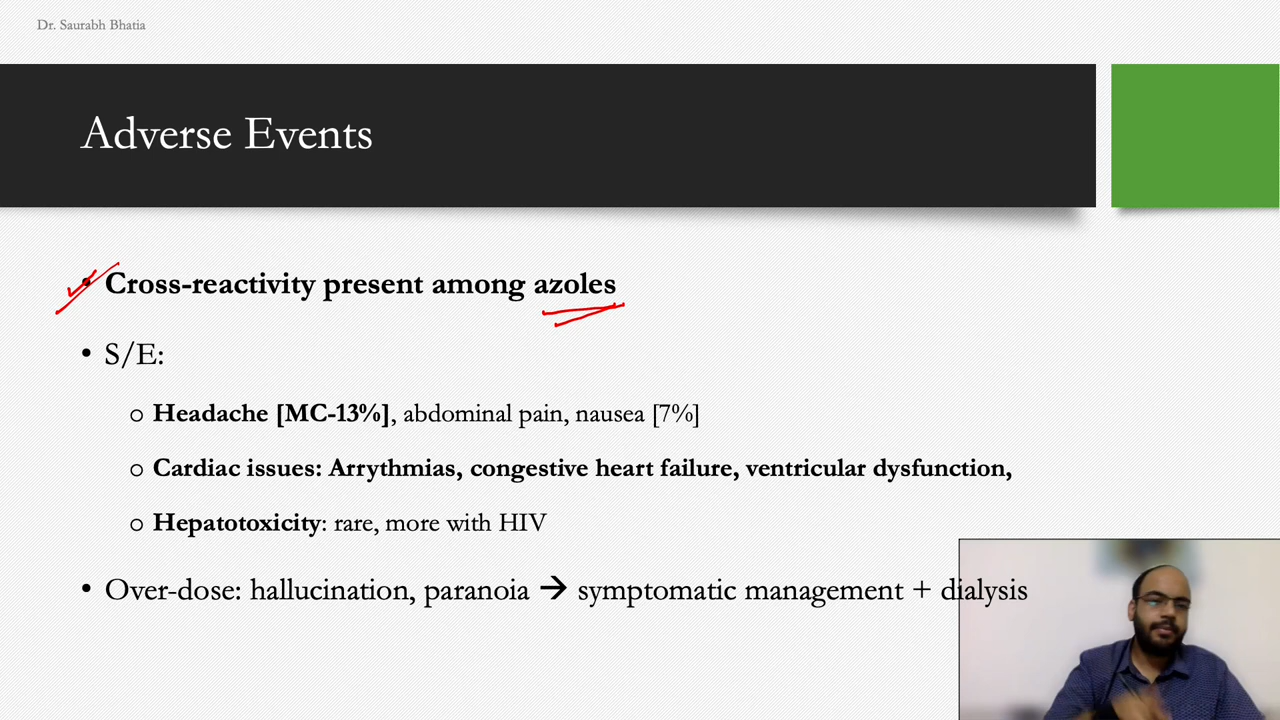 Dr. Saurabh Bhatia
Adverse Events
• Cross-reactivity present among azoles
• S/E:
o Headache [MC-13%], abdominal pain, nausea [7%]
o Cardiac issues: Arrythmias, congestive heart failure, ventricular dysfunction,
o Hepatotoxicity: rare, more with HIV
• Over-dose: hallucination, paranoia → symptomatic management + dialysis